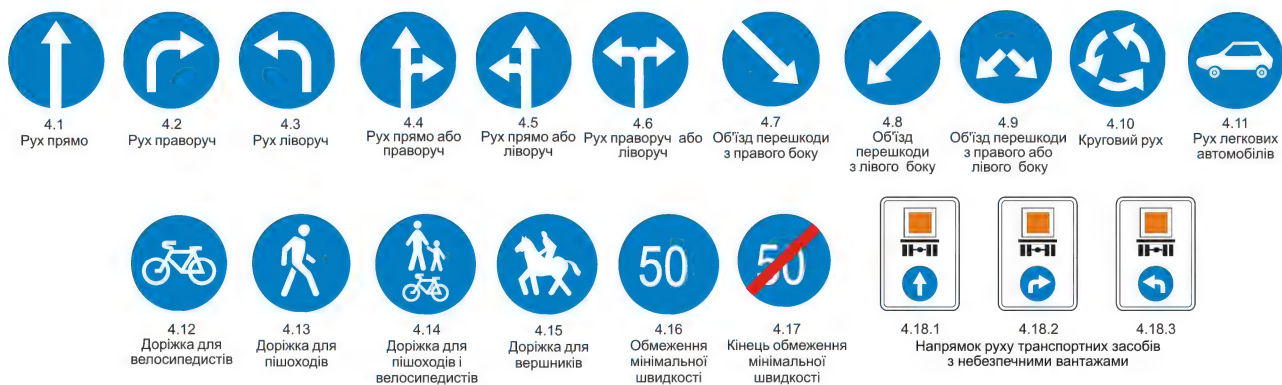 4.1
Рух прямо
4.2
Рух праворуч
4.3
Рух ліворуч
4.4
Рух прямо або
праворуч
4.5
Рух прямо або
ліворуч
4.6
Рух праворуч або
ліворуч
4.7
Об'їзд перешкоди
з правого боку
4.8
Об'їзд
перешкоди
з лівого боку
4.9
Об'їзд перешкоди
з правого або
лівого боку
4.10
Круговий рух
4.11
Рух легкових
автомобілів
4.12
Доріжка для
велосипедистів
4.13
Доріжка для
пішоходів
4.14
Доріжка для
пішоходів і
велосипедистів
4.15
Доріжка для
вершників
50
4.16
Обмеження
мінімальної
швидкості
50
4.17
Кінець обмеження
мінімальної
швидкості
4.18.1
4.18.2
4.18.3
Напрямок руху транспортних засобів
з небезпечними вантажами